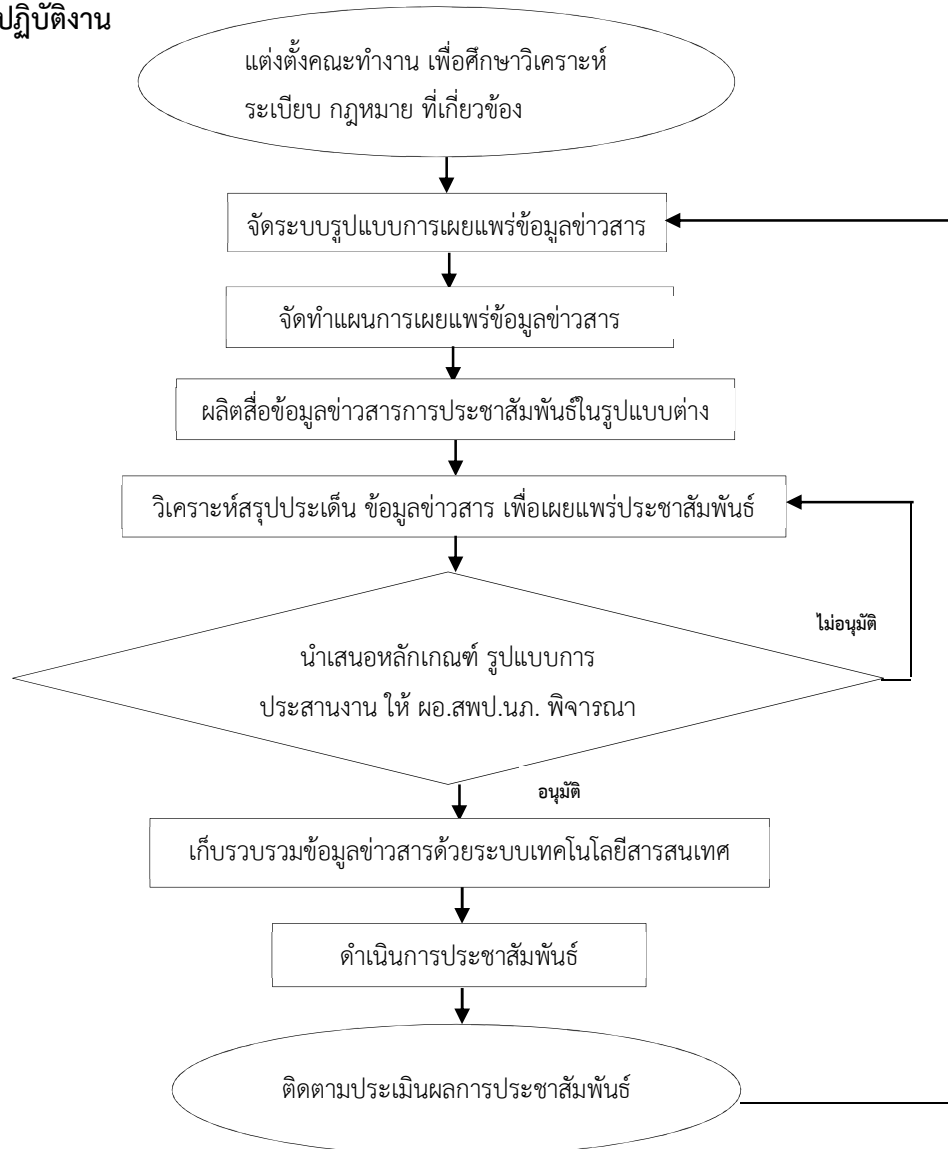 ปฏิบัติงาน
แต่งตั้งคณะทำงาน เพื่อศึกษาวิเคราะห์
ระเบียบ กฎหมาย ที่เกี่ยวข้อง
จัดระบบรูปแบบการเผยแพร่ข้อมูลข่าวสาร
จัดทำแผนการเผยแพร่ข้อมูลข่าวสาร
ผลิตสื่อข้อมูลข่าวสารการประชาสัมพันธ์ในรูปแบบต่าง
วิเคราะห์สรุปประเด็น ข้อมูลข่าวสาร เพื่อเผยแพร่ประชาสัมพันธ์
ไม่อนุมัติ
นำเสนอหลักเกณฑ์ รูปแบบการ
ประสานงาน ให้ ผอ.สพป.นภ. พิจารณา
อนุมัติ
เก็บรวบรวมข้อมูลข่าวสารด้วยระบบเทคโนโลยีสารสนเทศ
ดำเนินการประชาสัมพันธ์
ติดตามประเมินผลการประชาสัมพันธ์